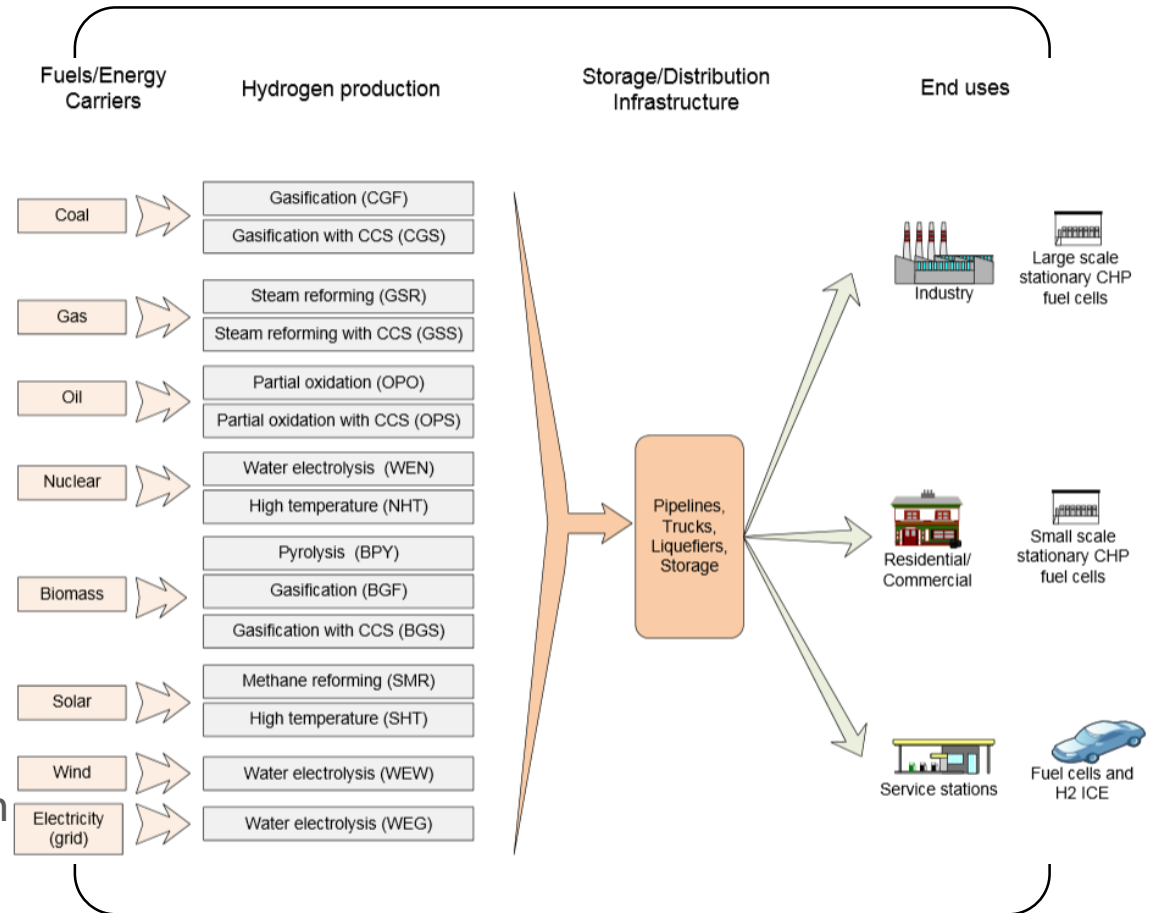 Fuels/Energy
Carriers
Hydrogen production
Storage/Distribution
Infrastructure
End uses
Coal
Gasification (CGF)
Gasification with CCS (CGS)
Gas
Steam reforming (GSR)
Steam reforming with CCS (GSS)
Oil
Partial oxidation (OPO)
Partial oxidation with CCS (OPS)
Nuclear
Water electrolysis (WEN)
High temperature (NHT)
Biomass
Pyrolysis (BPY)
Gasification (BGF)
Gasification with CCS (BGS)
Solar
Methane reforming (SMR)
High temperature (SHT)
Wind
Water electrolysis (WEW)
n
Electricity
(grid)
Water electrolysis (WEG)
Pipelines,
Trucks,
Liquefiers,
Storage
Industry
Large scale
stationary CHP
fuel cells
Residential/
Commercial
Small scale
stationary CHP
fuel cells
Service stations
Fuel cells and
H2 ICE